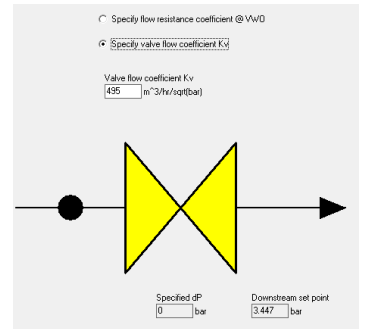 Specify flow resistance coefficient @ VWO
Specify valve flow coefficient Kv
Valve flow coefficient Kv
495 m^3/hr/sqrt(bar)
Specified dP Downstream set point
0 bar 3.447 bar